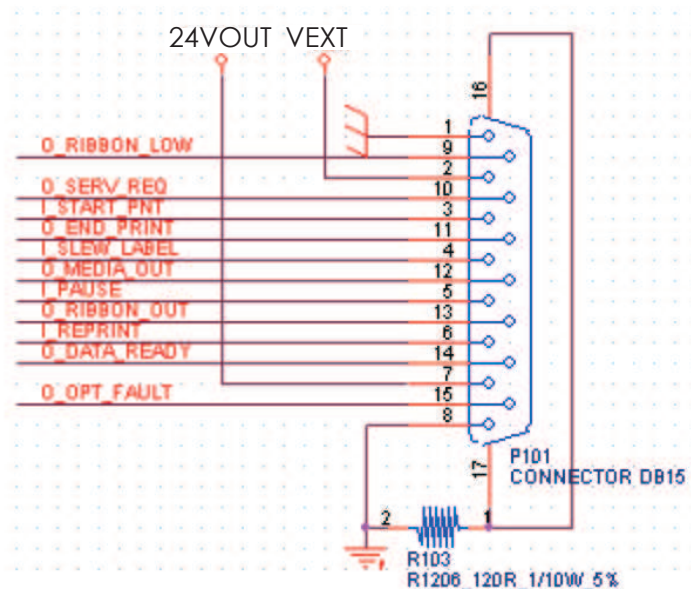 24VOUT VEXT
16
1
O_RIBBON_LOW 9
2
O_SERV_REQ 10
I_START_PNT 3
O_END_PRINT 11
I_SLEW_LABEL 4
O_MEDIA_OUT 12
I_PAUSE 5
O_RIBBON_OUT 13
I_REPRINT 6
O_DATA_READY 14
7
O_OPT_FAULT 15
8
17
P101
CONNECTOR DB15
2 1
R103
R1206_120R_1/10W_5%